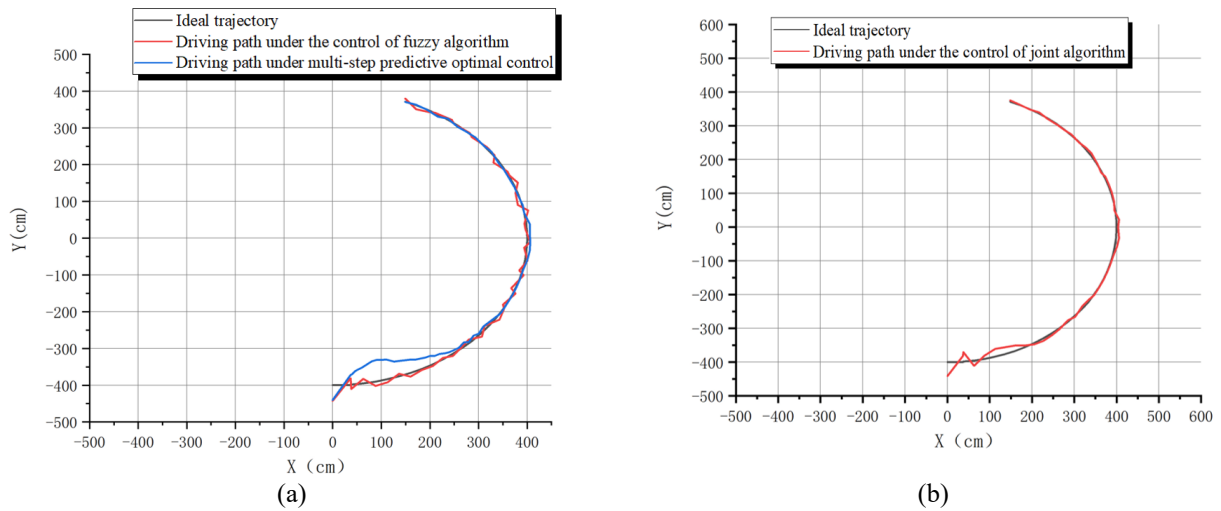 Ideal trajectory
Driving path under the control of fuzzy algorithm
Driving path under multi-step predictive optimal control
500
400
300
200
100
0
-100
-200
-300
-400
-500
Y(cm)
-500 -400 -300 -200 -100 0 100 200 300 400
X (cm)
(a)
Ideal trajectory
Driving path under the control of joint algorithm
600
500
400
300
200
100
0
-100
-200
-300
-400
-500
Y(cm)
-500 -400 -300 -200 -100 0 100 200 300 400 500 600
X (cm)
(b)